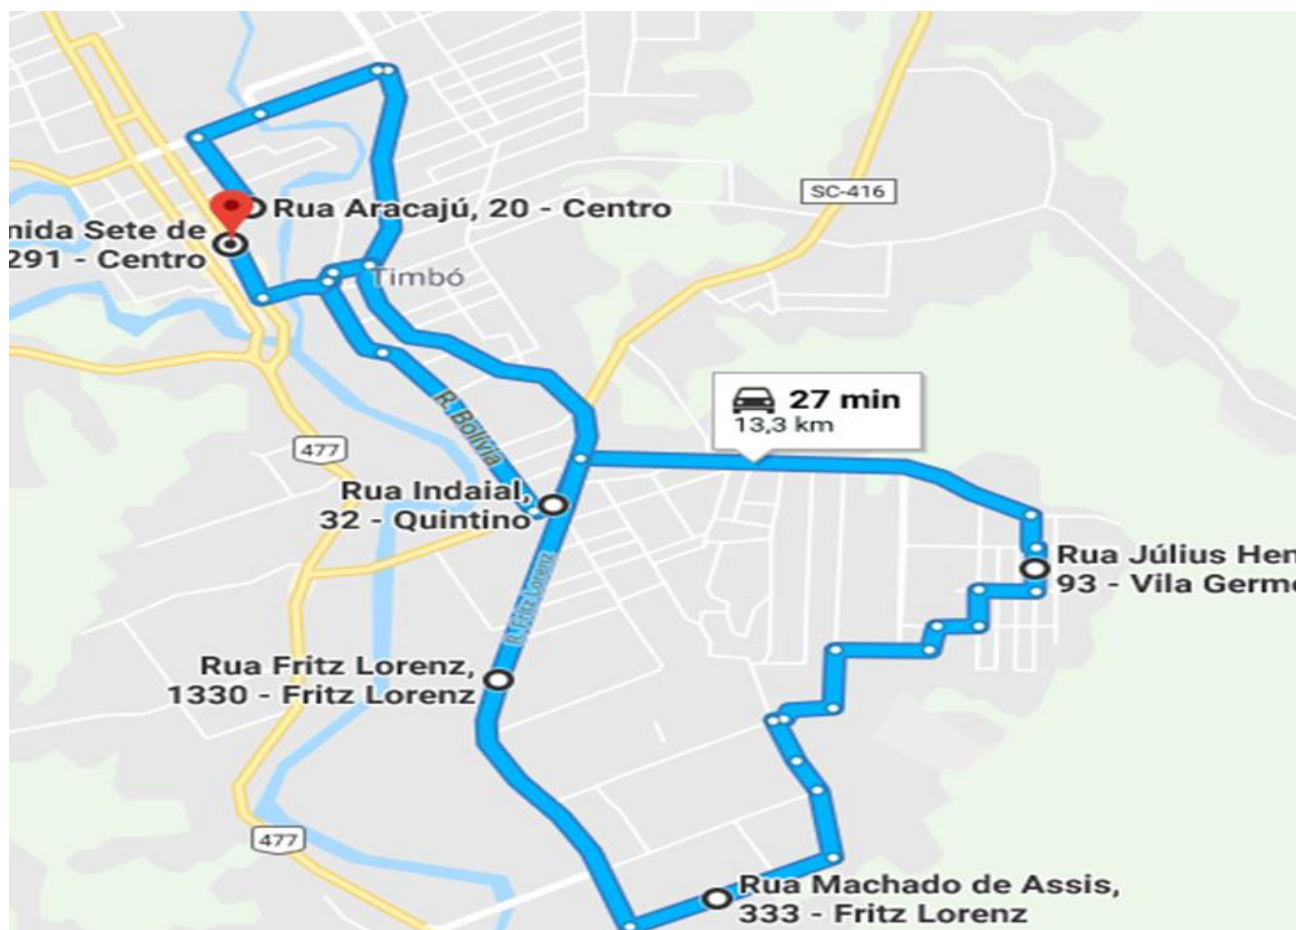 SC-416
Rua Aracajú, 20 - Centro
nida Sete de
291 - Centro
Timbó
27 min
13,3 km
R. Bolívia
477
Rua Indaial,
32 - Quintino
Rua Július Hen
93 - Vila Germe
R. Fritz Lorenz
Rua Fritz Lorenz,
1330 - Fritz Lorenz
477
Rua Machado de Assis,
333 - Fritz Lorenz